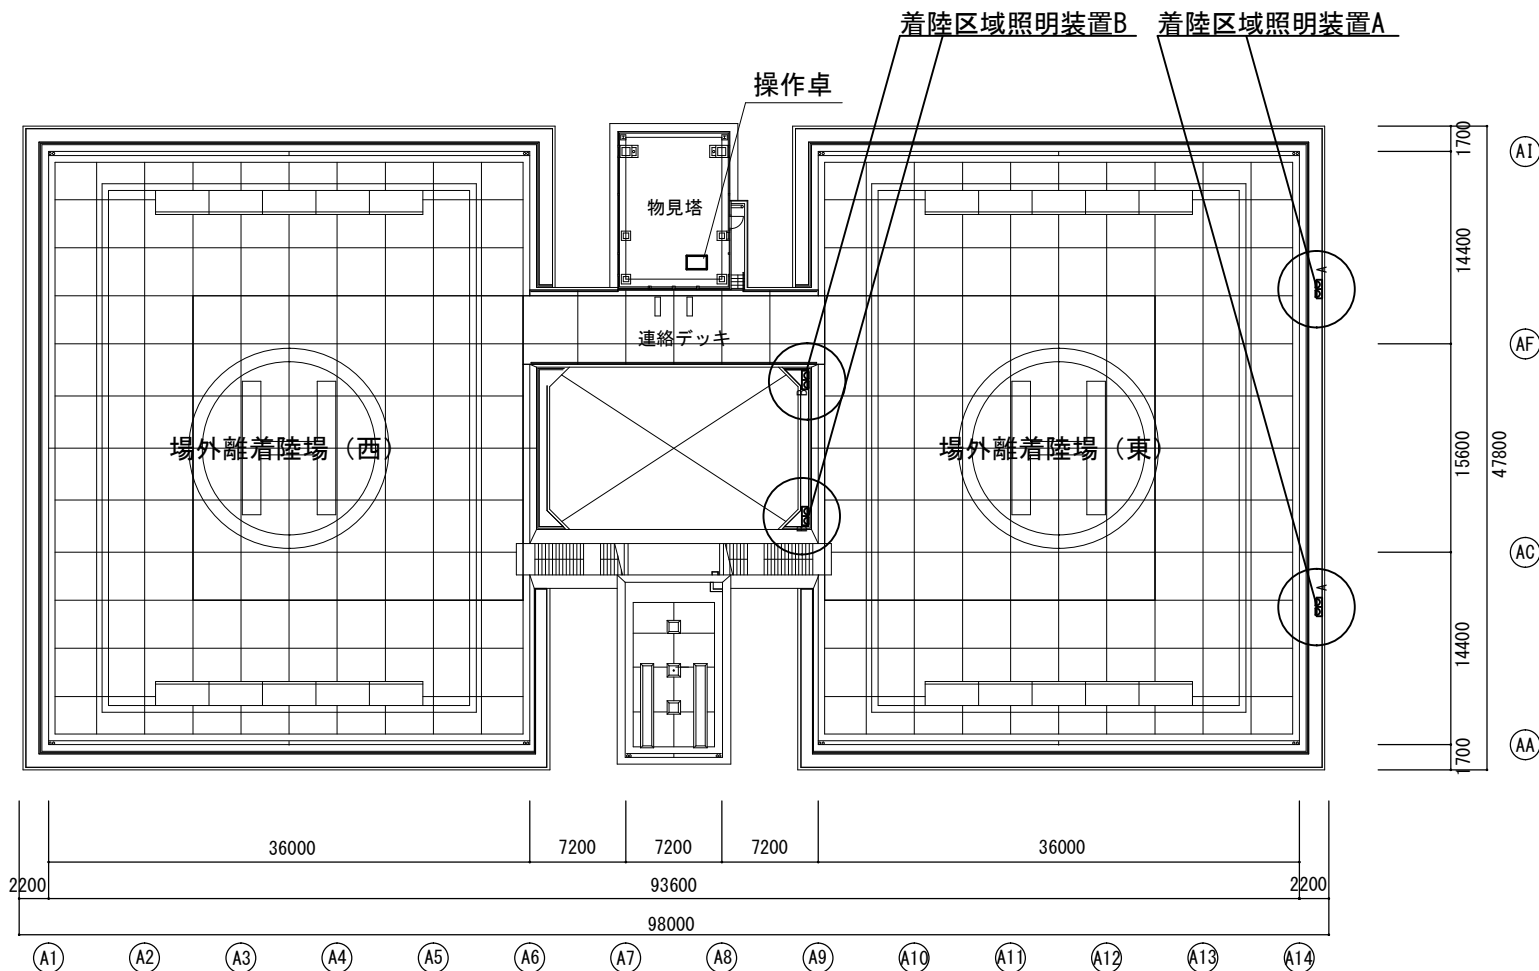 着陸区域照明装置B
着陸区域照明装置A
操作卓
物見塔
連絡デッキ
場外離着陸場（西）
場外離着陸場（東）
A
B
B
A
1700
14400
15600
14400
1700
47800
AI
AF
AC
AA
36000
7200
7200
7200
36000
2200
93600
2200
98000
A1
A2
A3
A4
A5
A6
A7
A8
A9
A10
A11
A12
A13
A14